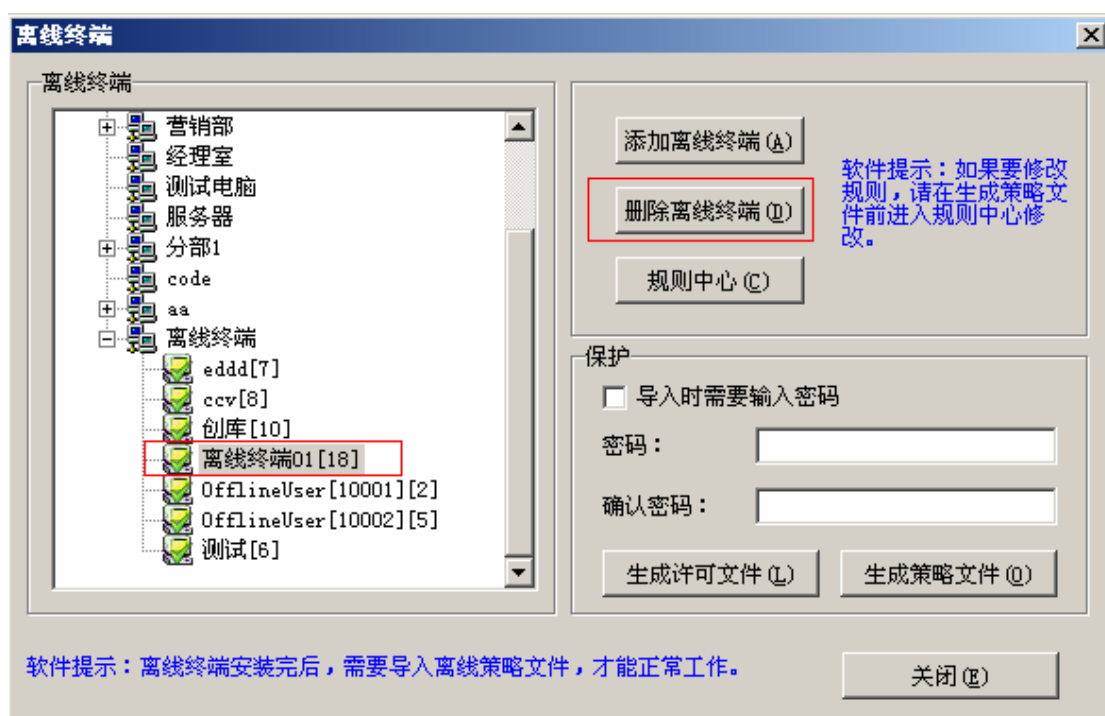 离线终端
离线终端
营销部
经理室
测试电脑
服务器
分部1
code
aa
离线终端
eddd[7]
ccv[8]
创库[10]
离线终端01[18]
OfflineUser[10001][2]
OfflineUser[10002][5]
测试[6]
添加离线终端(A)
删除离线终端(D)
规则中心(C)
软件提示：如果要修改
规则，请在生成策略文
件前进入规则中心修
改。
保护
导入时需要输入密码
密码：
确认密码：
生成许可文件(L)
生成策略文件(O)
软件提示：离线终端安装完后，需要导入离线策略文件，才能正常工作。
关闭(E)